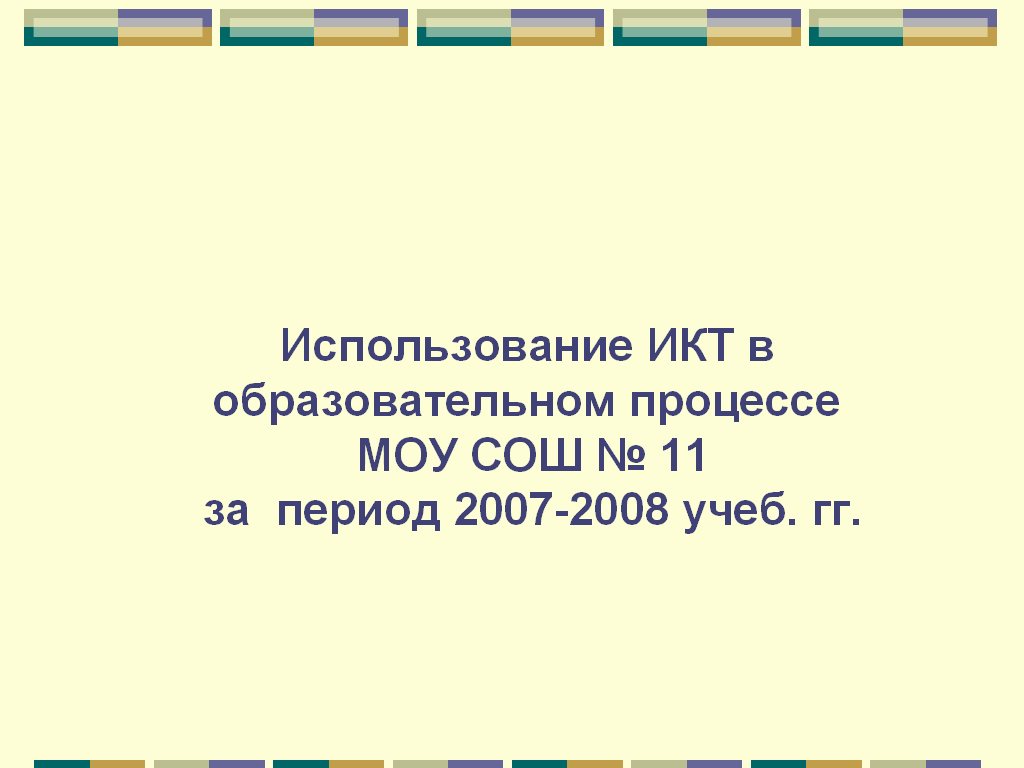 Использование ИКТ в
образовательном процессе
МОУ СОШ № 11
за  период 2007-2008 учеб. гг.